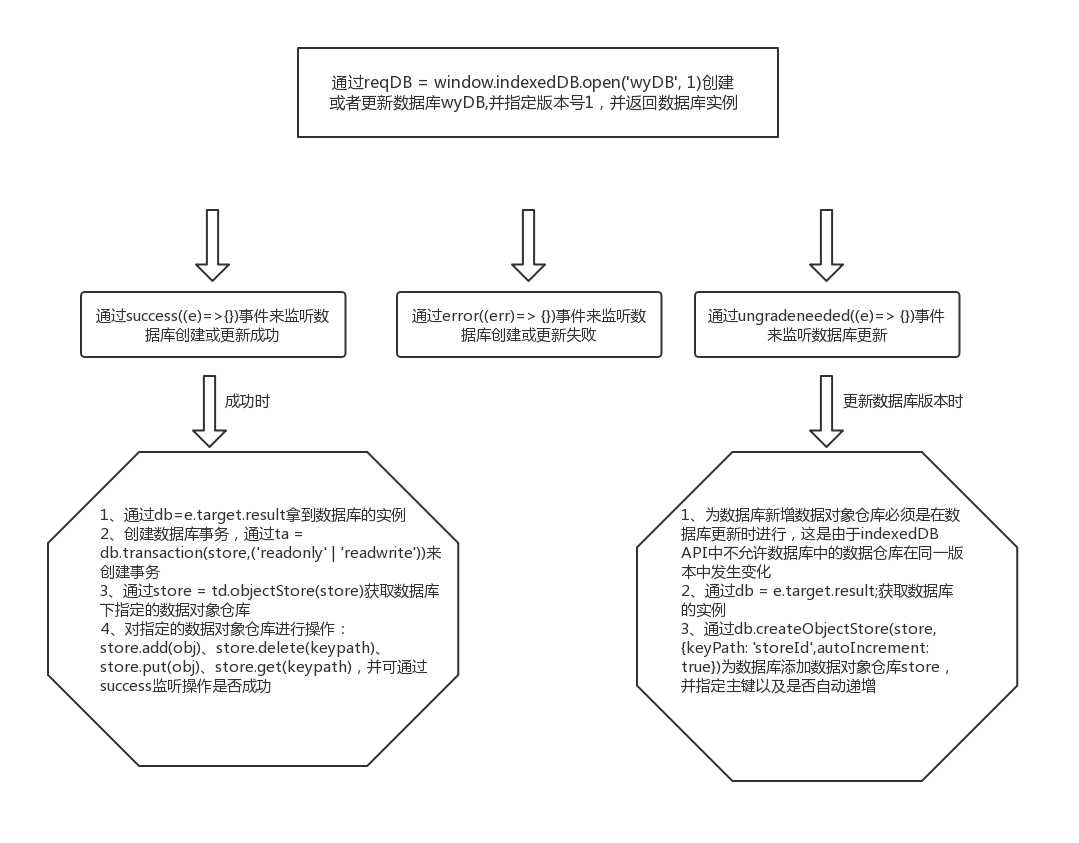 通过reqDB = window.indexedDB.open('wyDB', 1)创建
或者更新数据库wyDB,并指定版本号1，并返回数据库实例
通过success((e)=>{})事件来监听数
据库创建或更新成功
通过error((err)=> {})事件来监听数
据库创建或更新失败
通过ungradeneeded((e)=> {})事件
来监听数据库更新
成功时
更新数据库版本时
1、通过db=e.target.result拿到数据库的实例
2、创建数据库事务，通过ta =
db.transaction(store,('readonly' | 'readwrite'))来
创建事务
3、通过store = td.objectStore(store)获取数据库
下指定的数据对象仓库
4、对指定的数据对象仓库进行操作：
store.add(obj)、store.delete(keypath)、
store.put(obj)、store.get(keypath)，并可通过
success监听操作是否成功
1、为数据库新增数据对象仓库必须是在数
据库更新时进行，这是由于indexedDB
API中不允许数据库中的数据仓库在同一版
本中发生变化
2、通过db = e.target.result;获取数据库
的实例
3、通过db.createObjectStore(store,
{keyPath: 'storeId',autoIncrement:
true})为数据库添加数据对象仓库store，
并指定主键以及是否自动递增